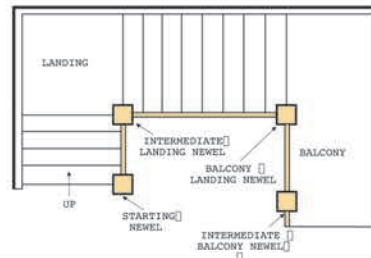 LANDING
INTERMEDIATE
LANDING NEWEL
BALCONY
LANDING NEWEL
BALCONY
UP
STARTING
NEWEL
INTERMEDIATE
BALCONY NEWEL